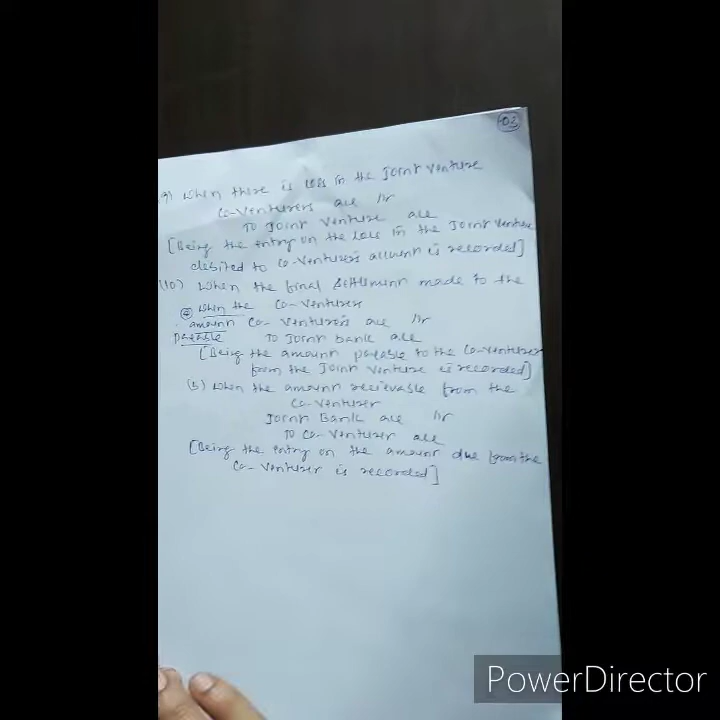 03
(9) When there is loss in the Joint Venture
Co-Venturers a/c Dr
To Joint Venture a/c
[Being the entry on the loss in the Joint Venture
debited to Co-Venturer's account is recorded]
(10) When the final Settlement made to the
Co-Venturer
(a) When the
amount Co-Venturer's a/c Dr
payable To Joint bank a/c
[Being the amount payable to the Co-Venturer
from the Joint Venture is recorded]
(b) When the amount recievable from the
Co-Venturer
Joint Bank a/c Dr
To Co-Venturer a/c
[Being the entry on the amount due from the
Co-Venturer is recorded]
PowerDirector